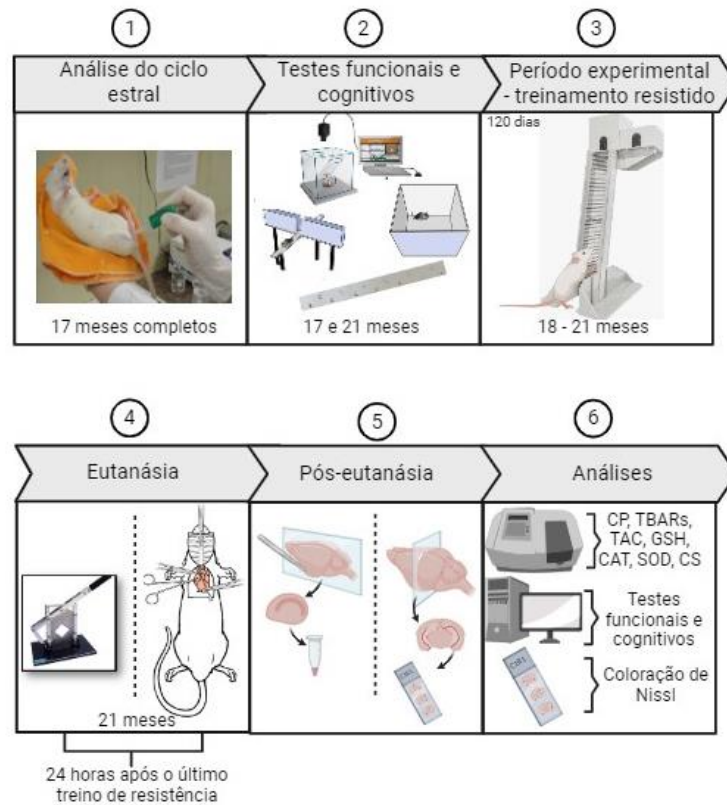 1
Análise do ciclo
estral
17 meses completos
2
Testes funcionais e
cognitivos
17 e 21 meses
3
Período experimental
- treinamento resistido
120 dias
18 - 21 meses
4
Eutanásia
21 meses
24 horas após o último
treino de resistência
5
Pós-eutanásia
6
Análises
CP, TBARs,
TAC, GSH,
CAT, SOD, CS
Testes
funcionais e
cognitivos
Coloração de
Nissl